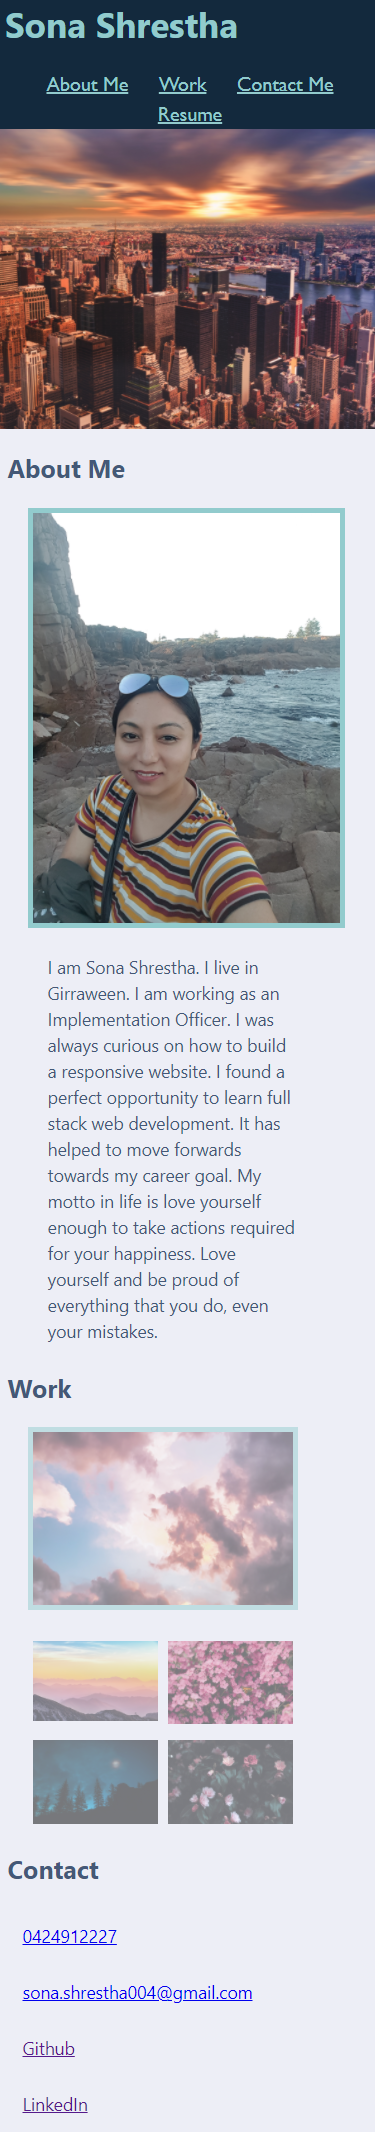 Sona Shrestha
About Me Work Contact Me
Resume
About Me
I am Sona Shrestha. I live in
Girraween. I am working as an
Implementation Officer. I was
always curious on how to build
a responsive website. I found a
perfect opportunity to learn full
stack web development. It has
helped to move forwards
towards my career goal. My
motto in life is love yourself
enough to take actions required
for your happiness. Love
yourself and be proud of
everything that you do, even
your mistakes.
Work
Contact
0424912227
sona.shrestha004@gmail.com
Github
LinkedIn